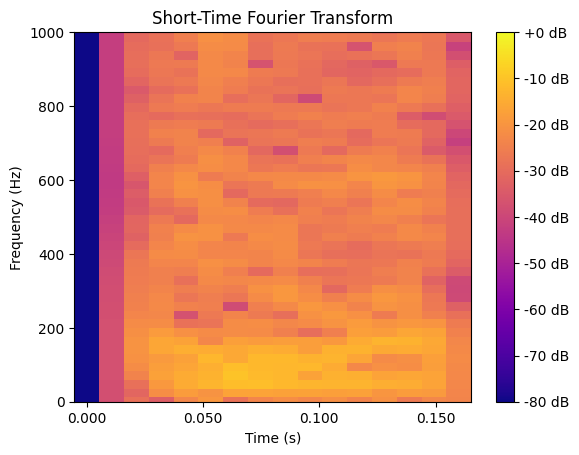 Short-Time Fourier Transform
Frequency (Hz)
1000
800
600
400
200
0
0.000
0.050
0.100
0.150
Time (s)
+0 dB
-10 dB
-20 dB
-30 dB
-40 dB
-50 dB
-60 dB
-70 dB
-80 dB